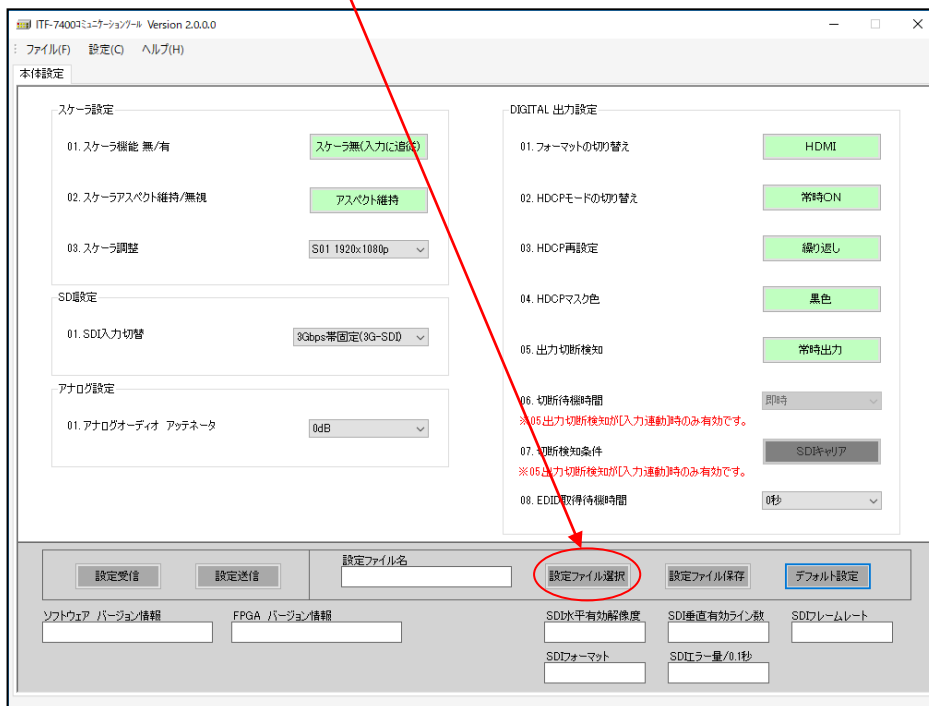 ITF-7400ｺﾐｭﾆｹｰｼｮﾝﾂｰﾙ Version 2.0.0.0
ファイル(F) 設定(C) ヘルプ(H)
本体設定
スケーラ設定
01. スケーラ機能 無/有
スケーラ無(入力に追従)
02. スケーラアスペクト維持/無視
アスペクト維持
03. スケーラ調整
S01 1920x1080p
SDI設定
01. SDI入力切替
3Gbps帯固定(3G-SDI)
アナログ設定
01. アナログオーディオ アッテネータ
0dB
DIGITAL 出力設定
01. フォーマットの切り替え
HDMI
02. HDCPモードの切り替え
常時ON
03. HDCP再設定
繰り返し
04. HDCPマスク色
黒色
05. 出力切断検知
常時出力
06. 切断待機時間
即時
※05出力切断検知が[入力連動]時のみ有効です。
07. 切断検知条件
SDIキャリア
※05出力切断検知が[入力連動]時のみ有効です。
08. EDID取得待機時間
0秒
設定受信
設定送信
設定ファイル名
設定ファイル選択
設定ファイル保存
デフォルト設定
ソフトウェア バージョン情報
FPGA バージョン情報
SDI水平有効解像度
SDI垂直有効ライン数
SDIフレームレート
SDIフォーマット
SDIエラー量/0.1秒